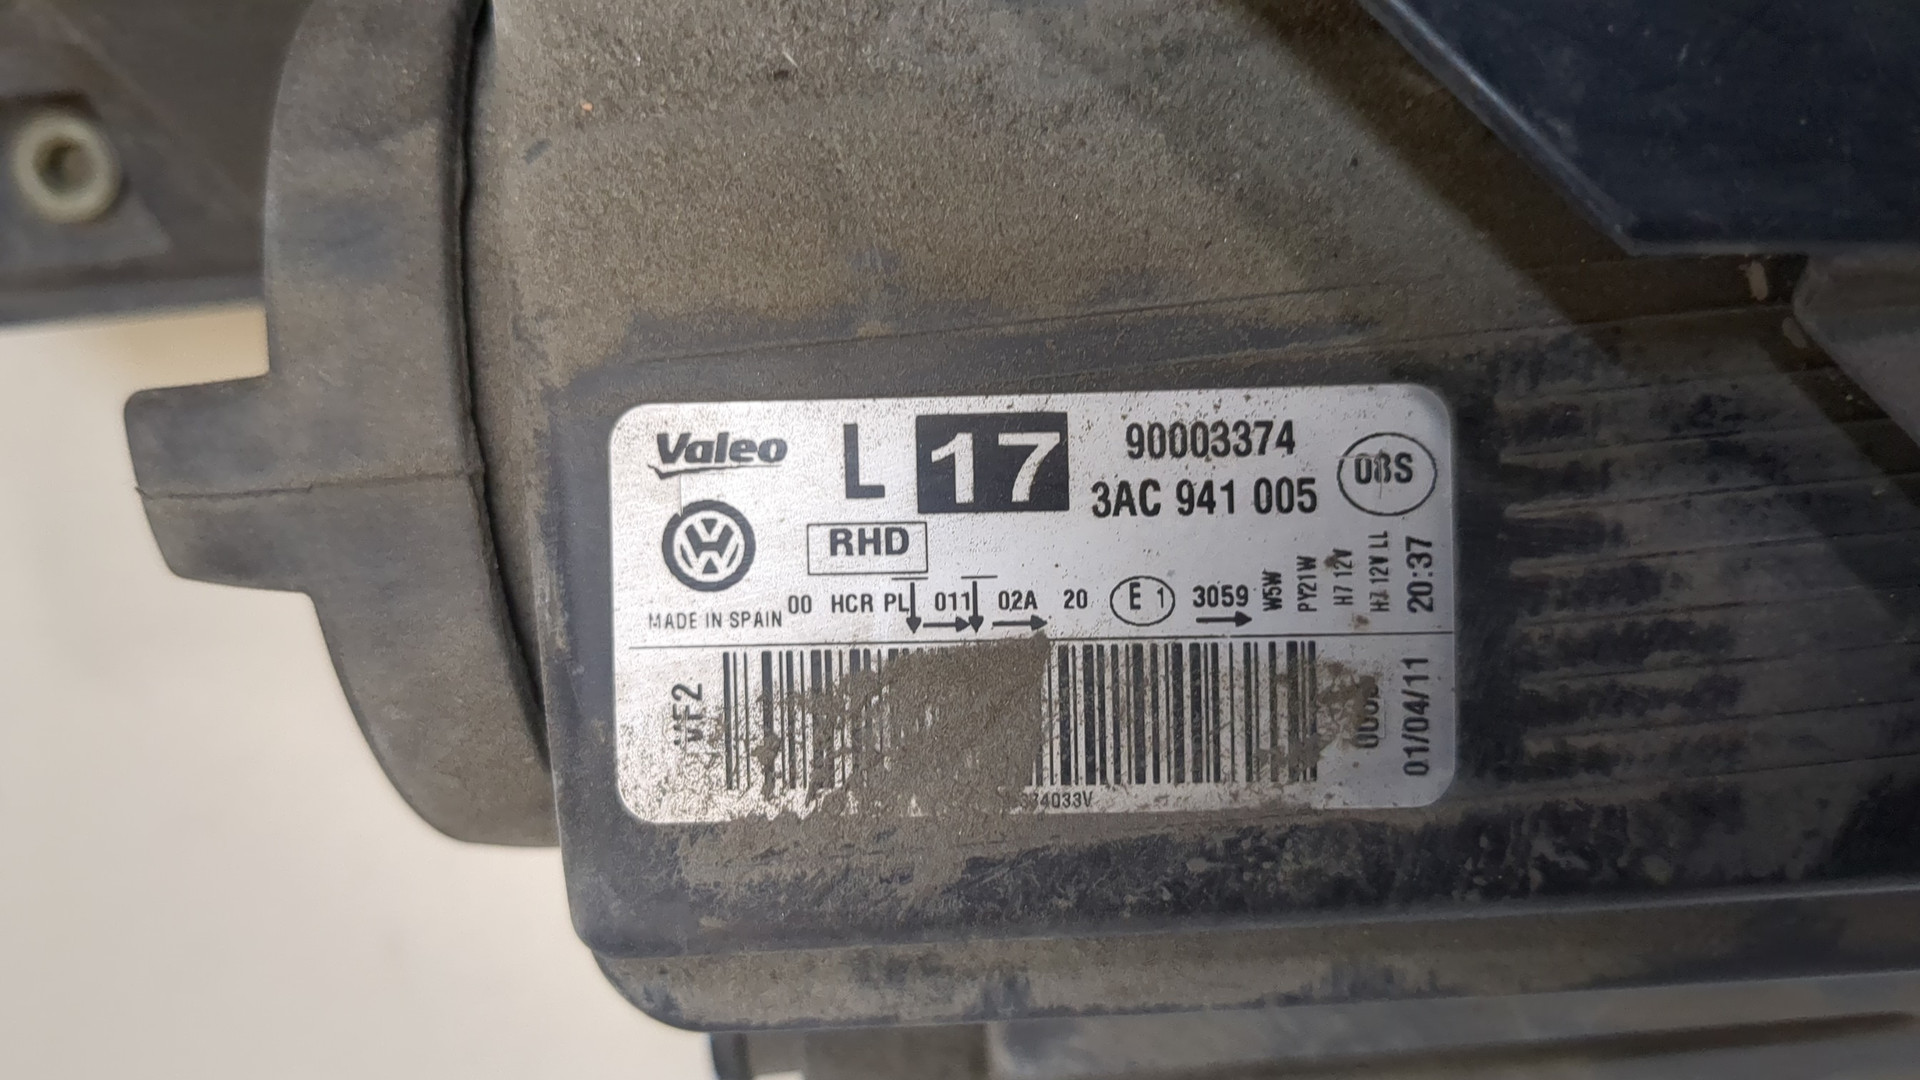 Valeo L 17 90003374
3AC 941 005
RHD
MADE IN SPAIN 00 HCR PL 011 02A 20 E 1 3059
W5W
PY21W
H7 12V
H7 12V LL
20:37
01/04/11
VF2